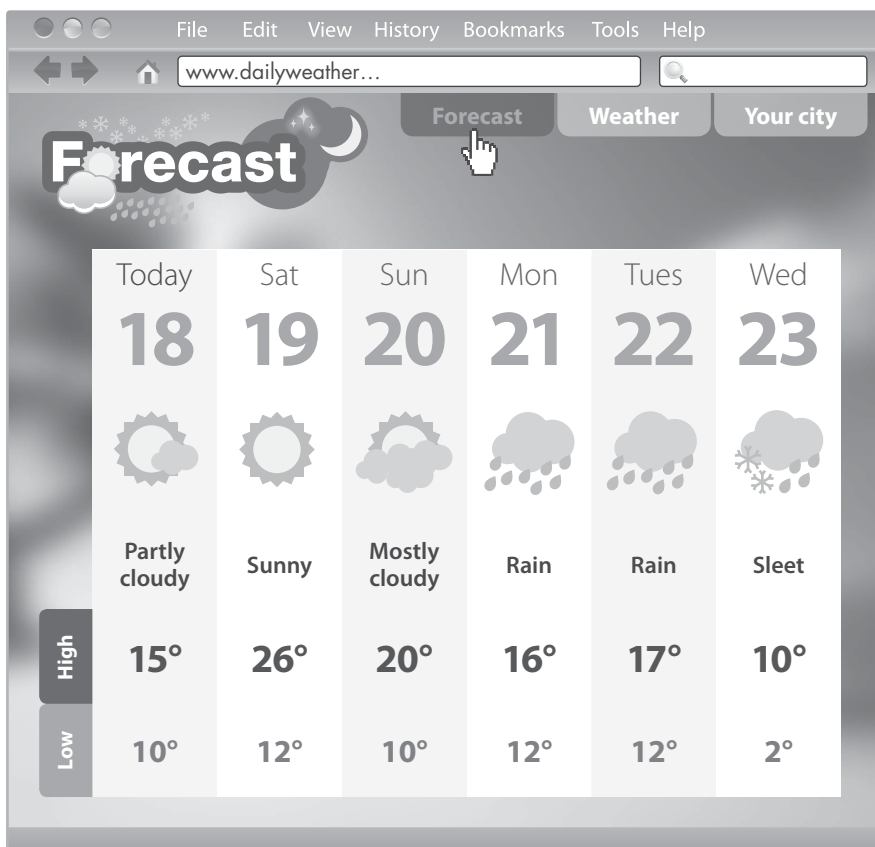 File Edit View History Bookmarks Tools Help
www.dailyweather...
Forecast Weather Your city
Forecast
Today Sat Sun Mon Tues Wed
18 19 20 21 22 23
Partly cloudy Sunny Mostly cloudy Rain Rain Sleet
High 15° 26° 20° 16° 17° 10°
Low 10° 12° 10° 12° 12° 2°